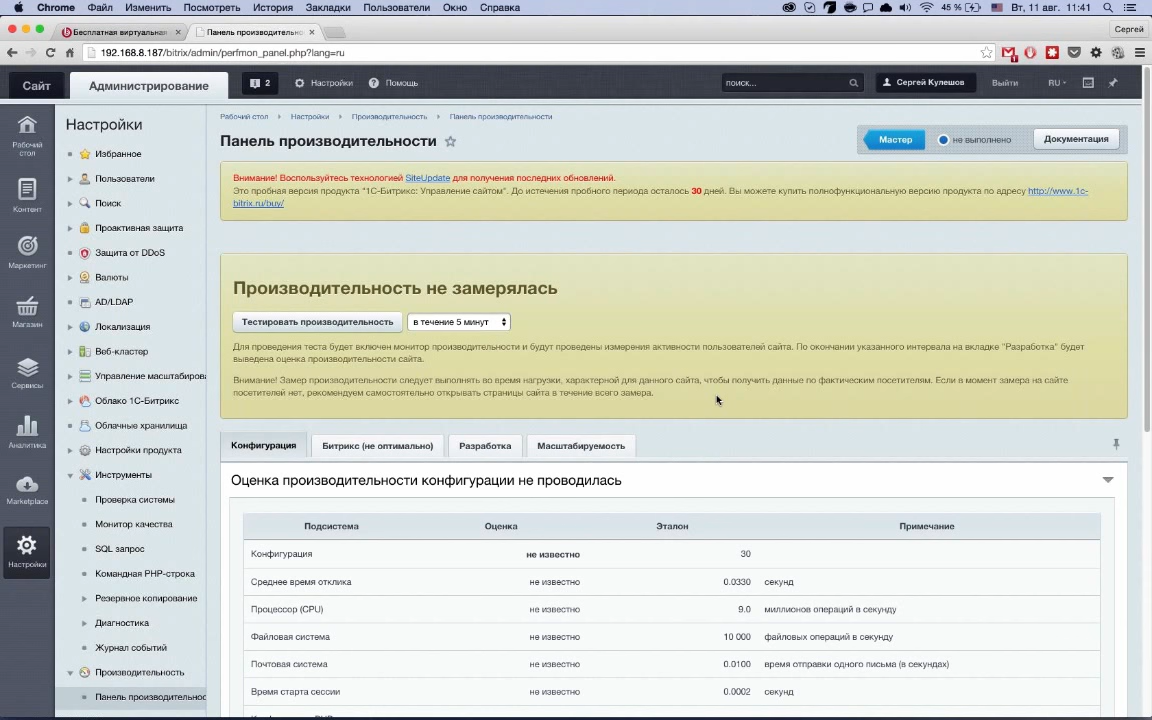 Chrome Файл Изменить Посмотреть История Закладки Пользователи Окно Справка 45 % Вт, 11 авг. 11:41
Бесплатная виртуальная Панель производительно Сергей
192.168.8.187/bitrix/admin/perfmon_panel.php?lang=ru
Сайт Администрирование 2 Настройки Помощь поиск... Сергей Кулешов Выйти RU
Рабочий стол
Контент
Маркетинг
Магазин
Сервисы
Аналитика
Marketplace
Настройки
Настройки
Избранное
Пользователи
Поиск
Проактивная защита
Защита от DDoS
Валюты
AD/LDAP
Локализация
Веб-кластер
Управление масштабирова
Облако 1С-Битрикс
Облачные хранилища
Настройки продукта
Инструменты
Проверка системы
Монитор качества
SQL запрос
Командная PHP-строка
Резервное копирование
Диагностика
Журнал событий
Производительность
Панель производительнос
Рабочий стол Настройки Производительность Панель производительности
Панель производительности
Мастер не выполнено Документация
Внимание! Воспользуйтесь технологией SiteUpdate для получения последних обновлений.
Это пробная версия продукта "1С-Битрикс: Управление сайтом". До истечения пробного периода осталось 30 дней. Вы можете купить полнофункциональную версию продукта по адресу http://www.1c-
bitrix.ru/buy/
Производительность не замерялась
Тестировать производительность в течение 5 минут
Для проведения теста будет включен монитор производительности и будут проведены измерения активности пользователей сайта. По окончании указанного интервала на вкладке "Разработка" будет
выведена оценка производительности сайта.
Внимание! Замер производительности следует выполнять во время нагрузки, характерной для данного сайта, чтобы получить данные по фактическим посетителям. Если в момент замера на сайте
посетителей нет, рекомендуем самостоятельно открывать страницы сайта в течение всего замера.
Конфигурация Битрикс (не оптимально) Разработка Масштабируемость
Оценка производительности конфигурации не проводилась
Подсистема Оценка Эталон Примечание
Конфигурация не известно 30
Среднее время отклика не известно 0.0330 секунд
Процессор (CPU) не известно 9.0 миллионов операций в секунду
Файловая система не известно 10 000 файловых операций в секунду
Почтовая система не известно 0.0100 время отправки одного письма (в секундах)
Время старта сессии не известно 0.0002 секунд